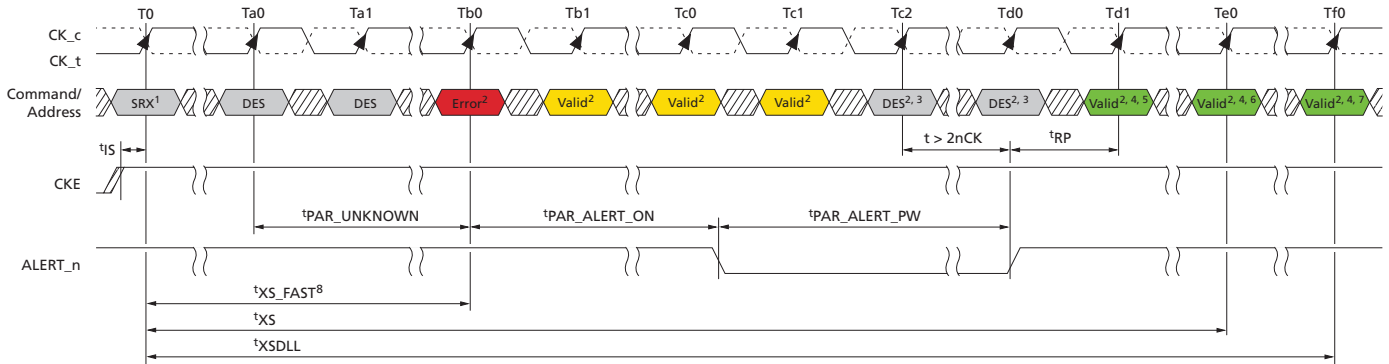 T0 Ta0 Ta1 Tb0 Tb1 Tc0 Tc1 Tc2 Td0 Td1 Te0 Tf0
CK_c
CK_t
Command/
Address
SRX¹ DES DES Error² Valid² Valid² Valid² DES²,³ DES²,³ Valid²,⁴,⁵ Valid²,⁴,⁶ Valid²,⁴,⁷
tIS
t > 2nCK
tRP
CKE
tPAR_UNKNOWN
tPAR_ALERT_ON
tPAR_ALERT_PW
ALERT_n
tXS_FAST⁸
tXS
tXSDLL